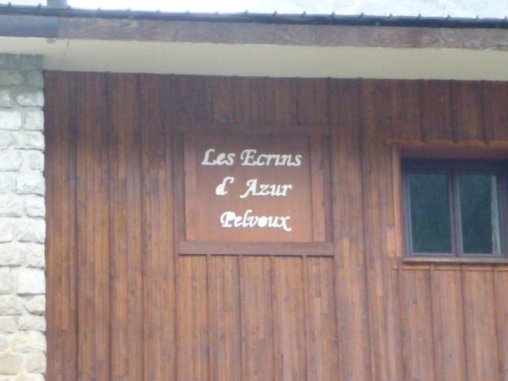 Les Ecrins
d' Azur
Pelvoux